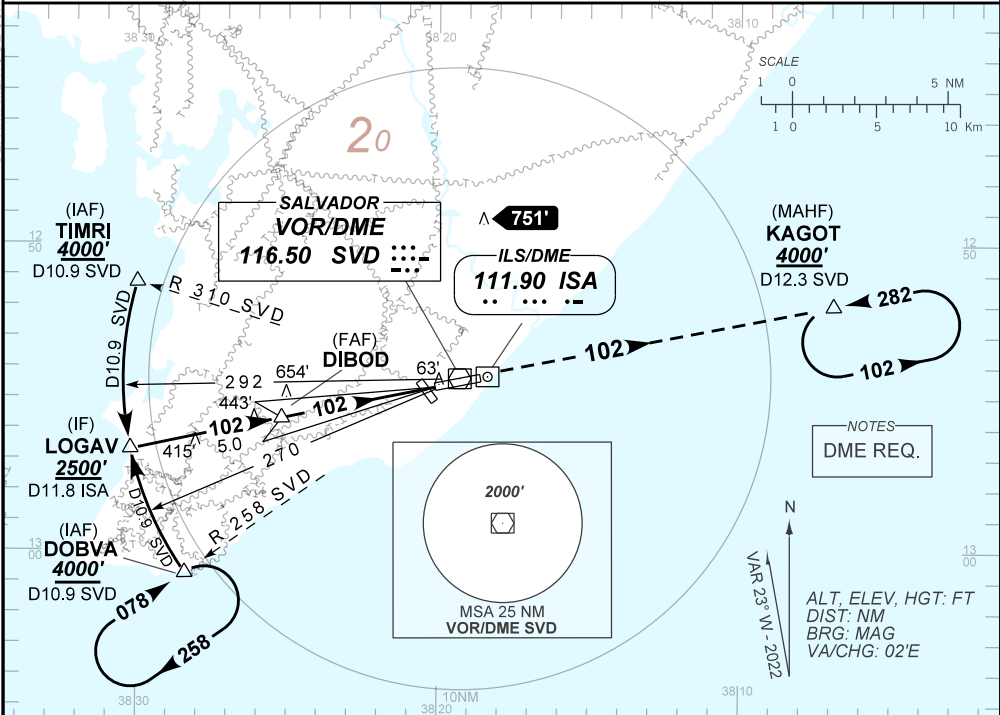 38 30
38 20
38 10
SCALE
1 0 5 NM
1 0 5 10 Km
20
SALVADOR
VOR/DME
116.50 SVD
751'
ILS/DME
111.90 ISA
(IAF)
TIMRI
4000'
D10.9 SVD
12
50
R 310 SVD
D10.9 SVD
(MAHF)
KAGOT
4000'
D12.3 SVD
12
50
282
102
102
(FAF)
DIBOD
654'
63'
292
443'
102
102
415'
5.0
270
(IF)
LOGAV
2500'
D11.8 ISA
D10.9 SVD
R 258 SVD
(IAF)
DOBVA
4000'
D10.9 SVD
13
00
078
258
2000'
MSA 25 NM
VOR/DME SVD
NOTES
DME REQ.
N
VAR 23° W - 2022
13
00
ALT, ELEV, HGT: FT
DIST: NM
BRG: MAG
VA/CHG: 02'E
38 30
10NM
38 20
38 10